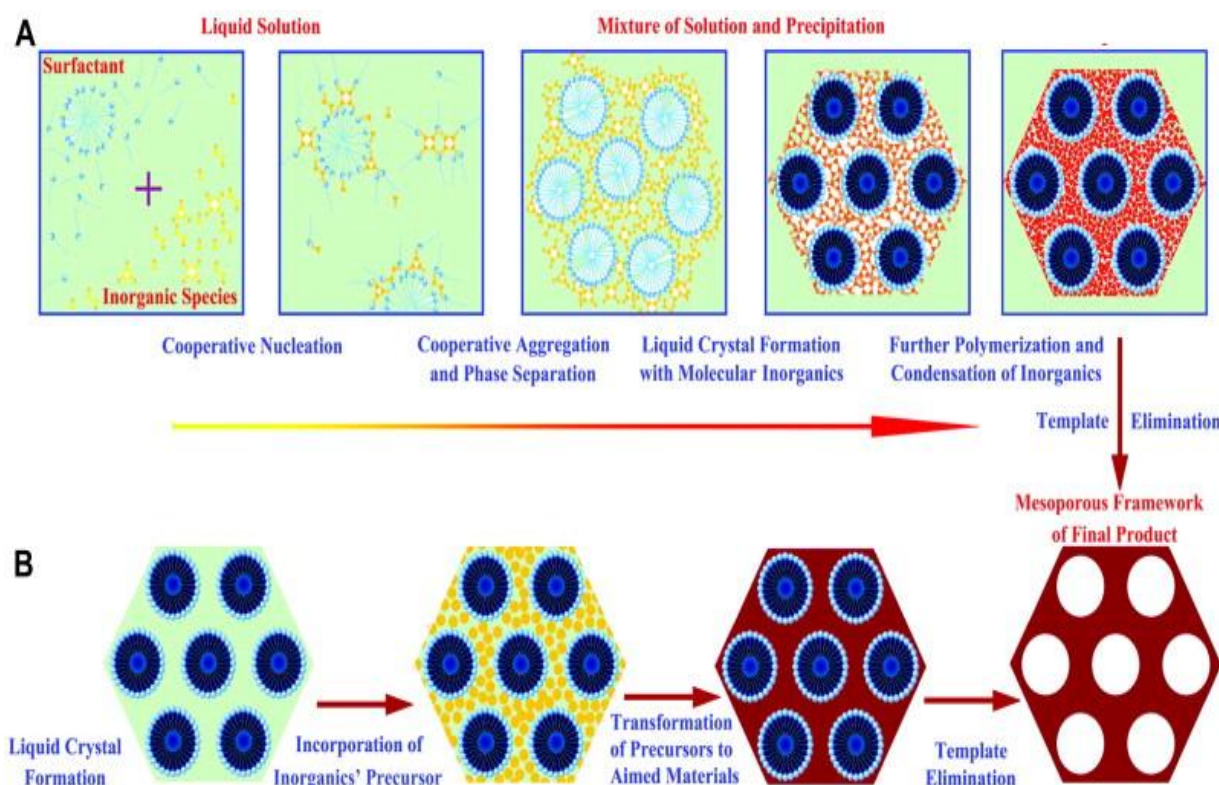 A
Liquid Solution
Mixture of Solution and Precipitation
Surfactant
+
Inorganic Species
Cooperative Nucleation
Cooperative Aggregation
and Phase Separation
Liquid Crystal Formation
with Molecular Inorganics
Further Polymerization and
Condensation of Inorganics
Template Elimination
Mesoporous Framework
of Final Product
B
Liquid Crystal
Formation
Incorporation of
Inorganics' Precursor
Transformation
of Precursors to
Aimed Materials
Template
Elimination